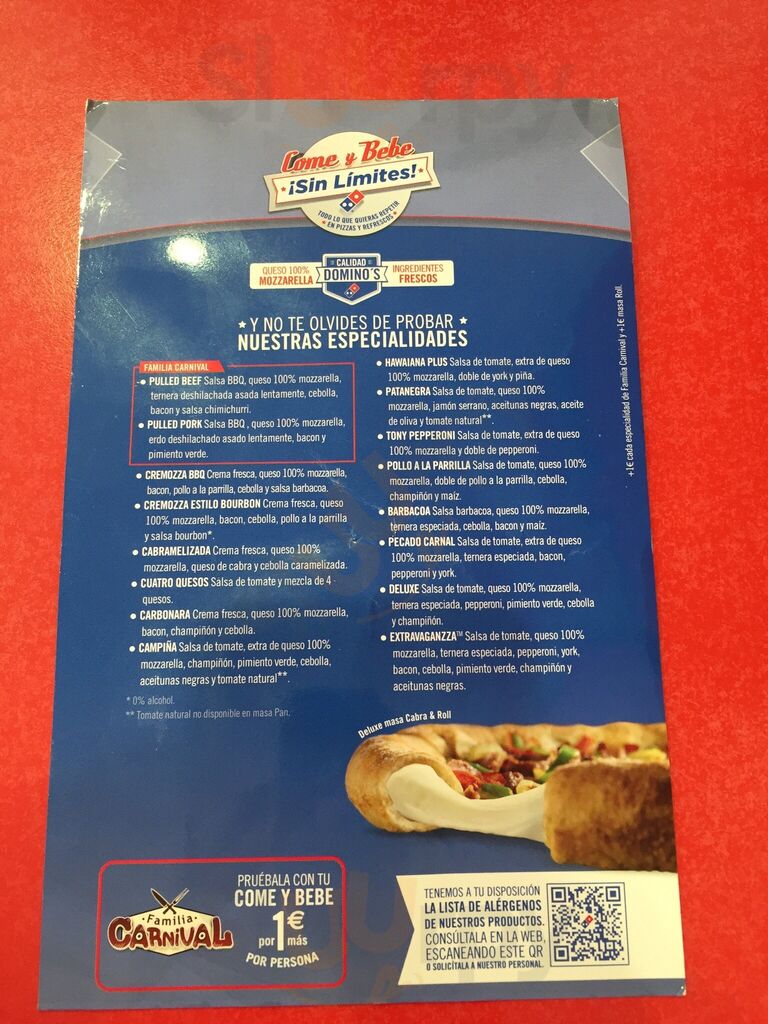 Come y Bebe
¡Sin Límites!
TODO LO QUE QUIERAS REPETIR
EN PIZZAS Y REFRESCOS
QUESO 100%
MOZZARELLA
CALIDAD
DOMINO'S
INGREDIENTES
FRESCOS
Y NO TE OLVIDES DE PROBAR
NUESTRAS ESPECIALIDADES
FAMILIA CARNIVAL
• PULLED BEEF Salsa BBQ, queso 100% mozzarella,
ternera deshilachada asada lentamente, cebolla,
bacon y salsa chimichurri.
• PULLED PORK Salsa BBQ , queso 100% mozzarella,
erdo deshilachado asado lentamente, bacon y
pimiento verde.
• CREMOZZA BBQ Crema fresca, queso 100% mozzarella,
bacon, pollo a la parrilla, cebolla y salsa barbacoa.
• CREMOZZA ESTILO BOURBON Crema fresca, queso
100% mozzarella, bacon, cebolla, pollo a la parrilla
y salsa bourbon*.
• CABRAMELIZADA Crema fresca, queso 100%
mozzarella, queso de cabra y cebolla caramelizada.
• CUATRO QUESOS Salsa de tomate y mezcla de 4
quesos.
• CARBONARA Crema fresca, queso 100% mozzarella,
bacon, champiñón y cebolla.
• CAMPIÑA Salsa de tomate, extra de queso 100%
mozzarella, champiñón, pimiento verde, cebolla,
aceitunas negras y tomate natural**.
* 0% alcohol.
** Tomate natural no disponible en masa Pan.
• HAWAIANA PLUS Salsa de tomate, extra de queso
100% mozzarella, doble de york y piña.
• PATANEGRA Salsa de tomate, queso 100%
mozzarella, jamón serrano, aceitunas negras, aceite
de oliva y tomate natural**.
• TONY PEPPERONI Salsa de tomate, extra de queso
100% mozzarella y doble de pepperoni.
• POLLO A LA PARRILLA Salsa de tomate, queso 100%
mozzarella, doble de pollo a la parrilla, cebolla,
champiñón y maíz.
• BARBACOA Salsa barbacoa, queso 100% mozzarella,
ternera especiada, cebolla, bacon y maíz.
• PECADO CARNAL Salsa de tomate, extra de queso
100% mozzarella, ternera especiada, bacon,
pepperoni y york.
• DELUXE Salsa de tomate, queso 100% mozzarella,
ternera especiada, pepperoni, pimiento verde, cebolla
y champiñón.
• EXTRAVAGANZZA™ Salsa de tomate, queso 100%
mozzarella, ternera especiada, pepperoni, york,
bacon, cebolla, pimiento verde, champiñón y
aceitunas negras.
+1€ cada especialidad de Familia Carnival y +1€ masa Roll.
Deluxe masa Cabra & Roll
Familia
CARNIVAL
PRUÉBALA CON TU
COME Y BEBE
por 1€ más
POR PERSONA
TENEMOS A TU DISPOSICIÓN
LA LISTA DE ALÉRGENOS
DE NUESTROS PRODUCTOS.
CONSÚLTALA EN LA WEB,
ESCANEANDO ESTE QR
O SOLICÍTALA A NUESTRO PERSONAL.